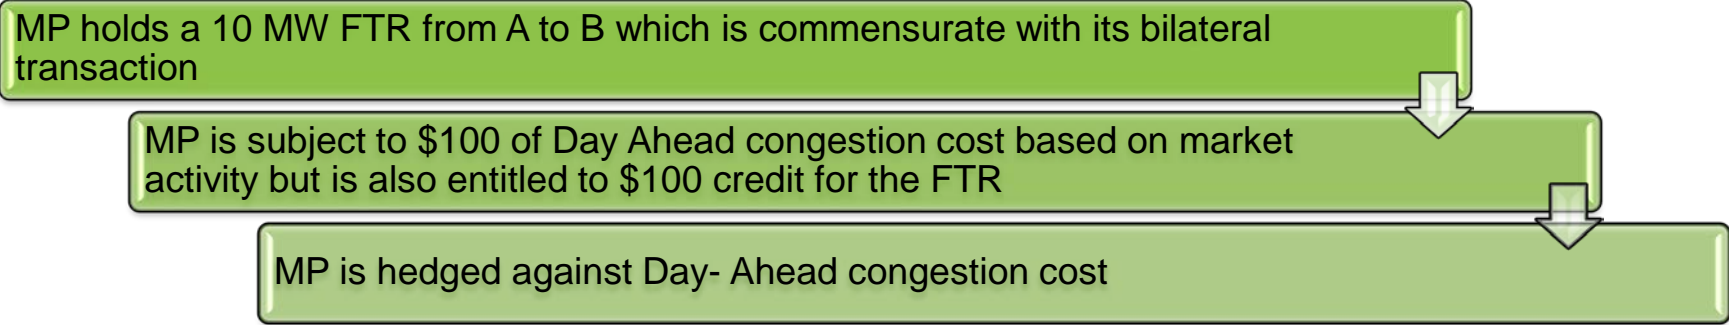 MP holds a 10 MW FTR from A to B which is commensurate with its bilateral
transaction
MP is subject to $100 of Day Ahead congestion cost based on market
activity but is also entitled to $100 credit for the FTR
MP is hedged against Day- Ahead congestion cost